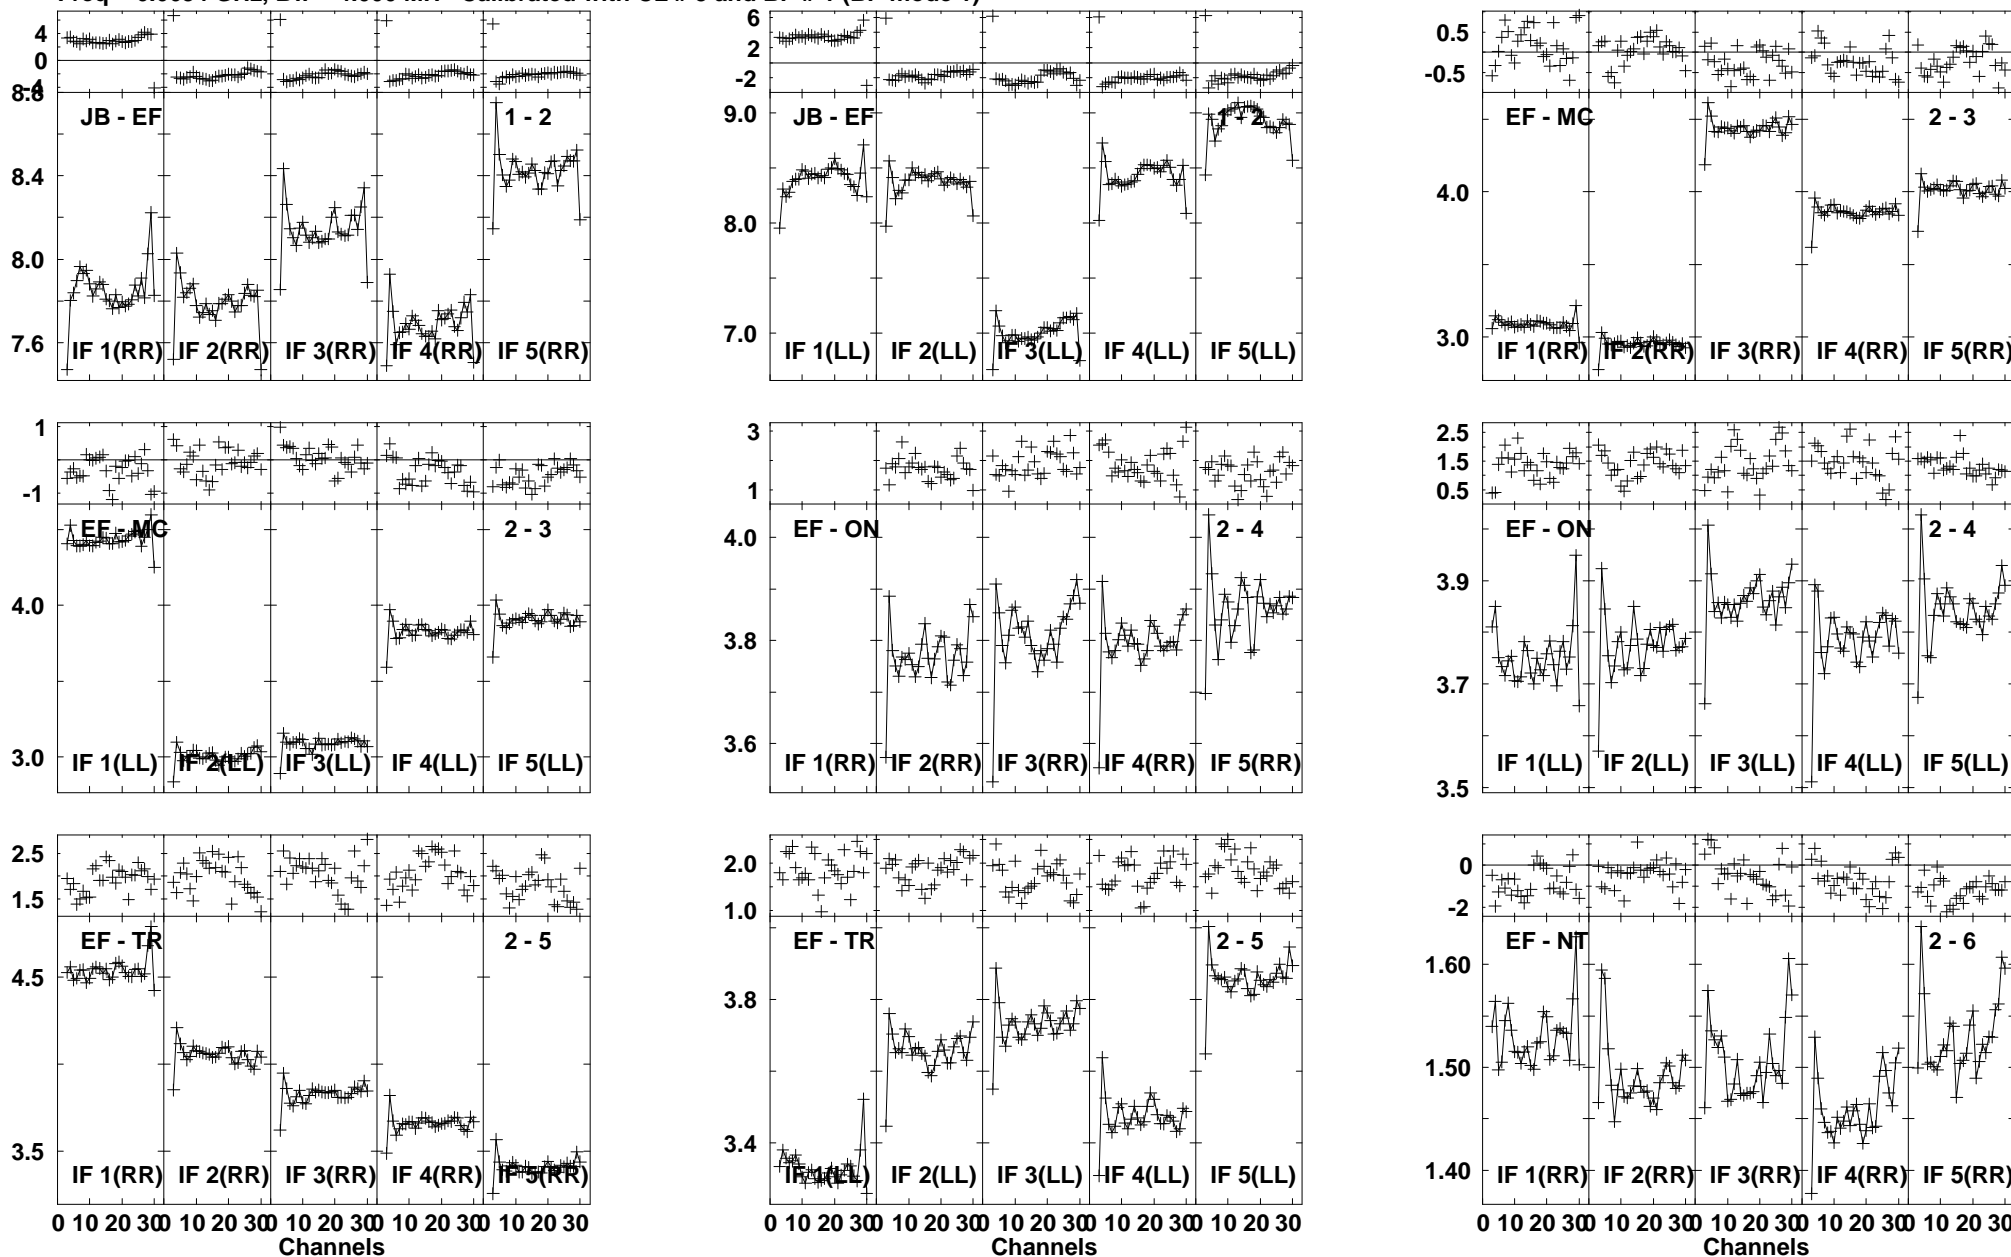 4 0 -4
6 2 -2
0.5 -0.5
8.8 8.4 8.0 7.6
JB - EF 1 - 2
IF 1(RR) IF 2(RR) IF 3(RR) IF 4(RR) IF 5(RR)
9.0 8.0 7.0
JB - EF 1 - 2
IF 1(LL) IF 2(LL) IF 3(LL) IF 4(LL) IF 5(LL)
4.0 3.0
EF - MC 2 - 3
IF 1(RR) IF 2(RR) IF 3(RR) IF 4(RR) IF 5(RR)
1 -1
3 1
2.5 1.5 0.5
4.0 3.0
EF - MC 2 - 3
IF 1(LL) IF 2(LL) IF 3(LL) IF 4(LL) IF 5(LL)
4.0 3.8 3.6
EF - ON 2 - 4
IF 1(RR) IF 2(RR) IF 3(RR) IF 4(RR) IF 5(RR)
3.9 3.7 3.5
EF - ON 2 - 4
IF 1(LL) IF 2(LL) IF 3(LL) IF 4(LL) IF 5(LL)
2.5 1.5
2.0 1.0
0 -2
4.5 3.5
EF - TR 2 - 5
IF 1(RR) IF 2(RR) IF 3(RR) IF 4(RR) IF 5(RR)
0 10 20 30 0 10 20 30 0 10 20 30 0 10 20 30 0 10 20 30
Channels
3.8 3.4
EF - TR 2 - 5
IF 1(LL) IF 2(LL) IF 3(LL) IF 4(LL) IF 5(LL)
0 10 20 30 0 10 20 30 0 10 20 30 0 10 20 30 0 10 20 30
Channels
1.60 1.50 1.40
EF - NT 2 - 6
IF 1(RR) IF 2(RR) IF 3(RR) IF 4(RR) IF 5(RR)
0 10 20 30 0 10 20 30 0 10 20 30 0 10 20 30 0 10 20 30
Channels